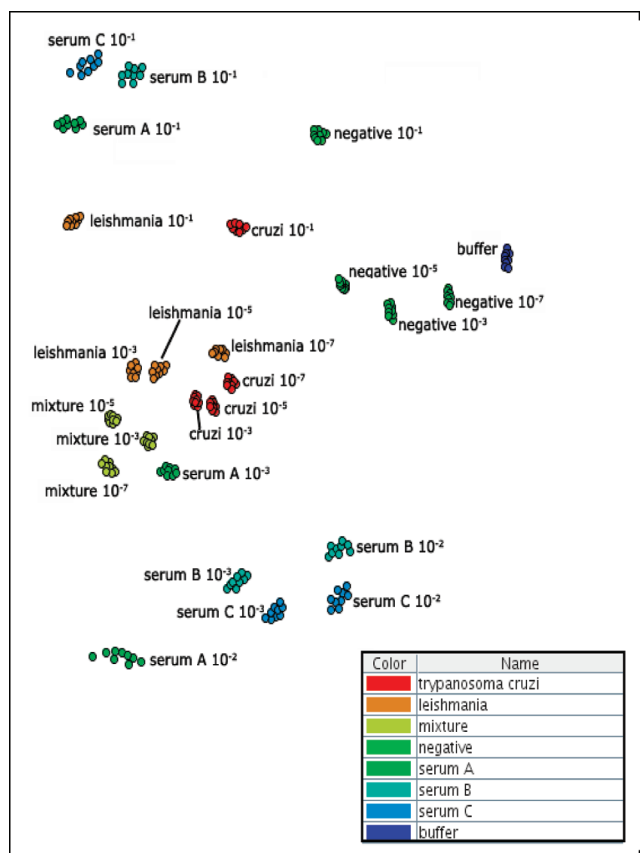 serum C 10⁻¹
serum B 10⁻¹
serum A 10⁻¹
negative 10⁻¹
leishmania 10⁻¹
cruzi 10⁻¹
buffer
negative 10⁻⁵
negative 10⁻⁷
negative 10⁻³
leishmania 10⁻⁵
leishmania 10⁻³
leishmania 10⁻⁷
cruzi 10⁻⁷
mixture 10⁻⁵
cruzi 10⁻⁵
cruzi 10⁻³
mixture 10⁻³
serum A 10⁻³
mixture 10⁻⁷
serum B 10⁻²
serum B 10⁻³
serum C 10⁻²
serum C 10⁻³
serum A 10⁻²
Color Name
trypanosoma cruzi
leishmania
mixture
negative
serum A
serum B
serum C
buffer